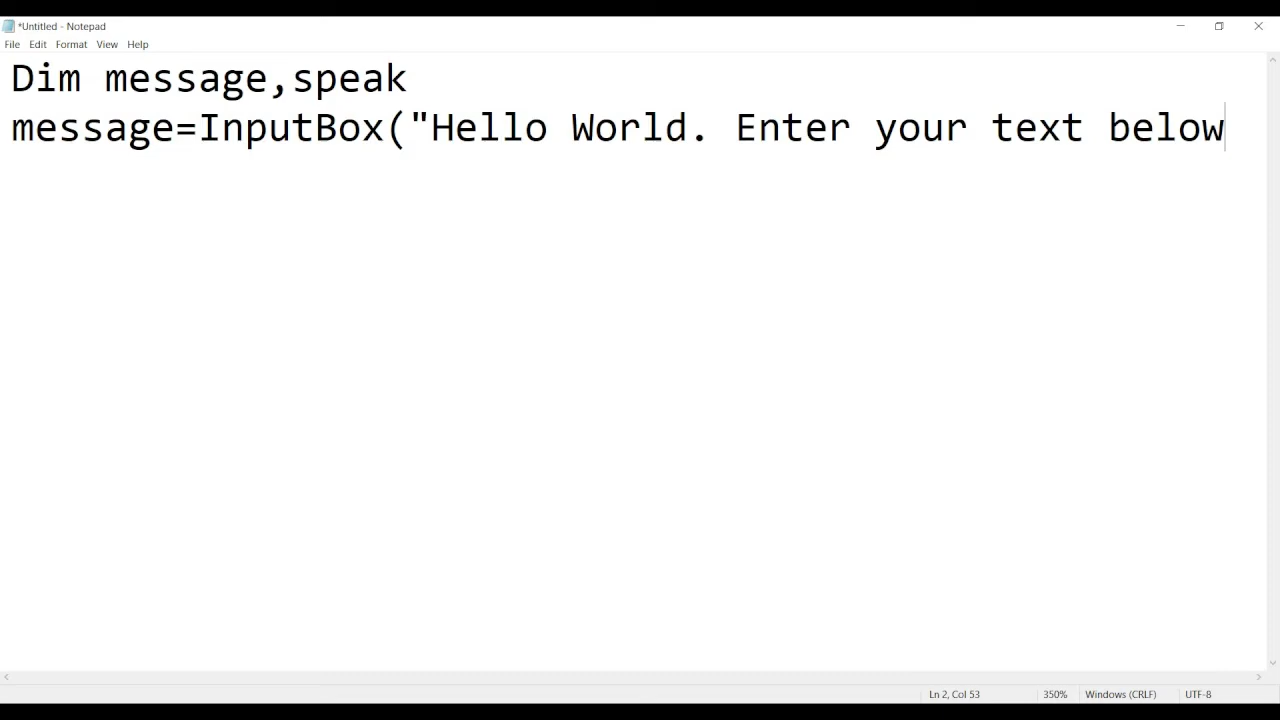 *Untitled - Notepad
File Edit Format View Help
Dim message,speak
message=InputBox("Hello World. Enter your text below
Ln 2, Col 53 350% Windows (CRLF) UTF-8